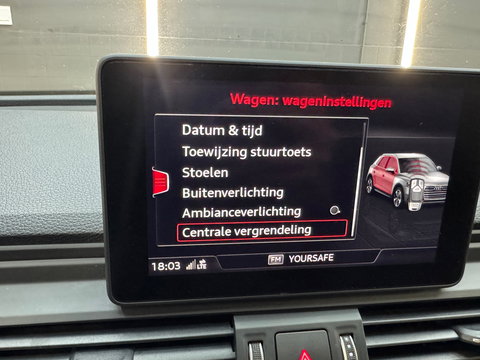 Wagen: wageninstellingen
Datum & tijd
Toewijzing stuurtoets
Stoelen
Buitenverlichting
Ambianceverlichting
Centrale vergrendeling
18:03 LTE FM YOURSAFE